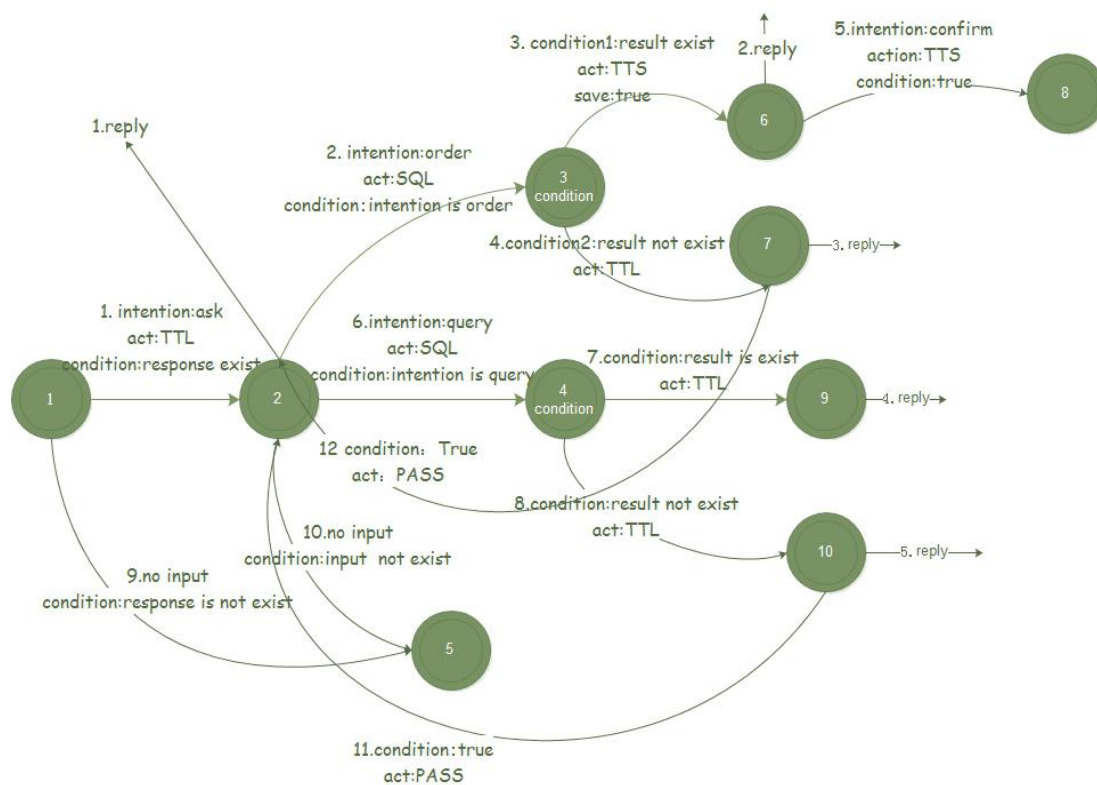 3. condition1:result exist
act:TTS
save:true
2.reply
5.intention:confirm
action:TTS
condition:true
8
6
1.reply
2. intention:order
act:SQL
condition:intention is order
3
condition
4.condition2:result not exist
act:TTL
7
3. reply
1. intention:ask
act:TTL
condition:response exist
6.intention:query
act:SQL
condition:intention is query
7.condition:result is exist
act:TTL
1
2
4
condition
9
4. reply
12 condition: True
act: PASS
8.condition:result not exist
act:TTL
10.no input
condition:input not exist
10
5. reply
9.no input
condition:response is not exist
5
11.condition:true
act:PASS